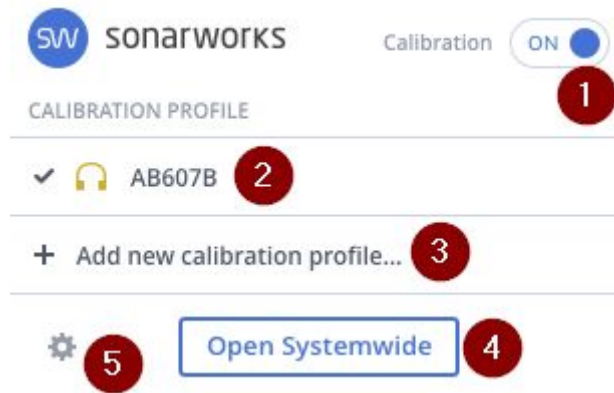 SW sonarworks Calibration ON
1
CALIBRATION PROFILE
AB607B 2
+ Add new calibration profile... 3
5 Open Systemwide 4